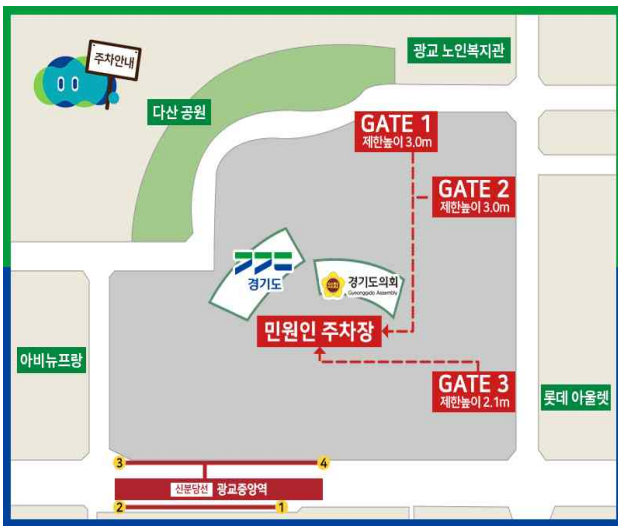 주차안내
광교 노인복지관
다산 공원
GATE 1
제한높이 3.0m
GATE 2
제한높이 3.0m
경기도
의회
경기도의회
Gyeonggido Assembly
민원인 주차장
아비뉴프랑
GATE 3
제한높이 2.1m
롯데 아울렛
3
4
신분당선 광교중앙역
2
1